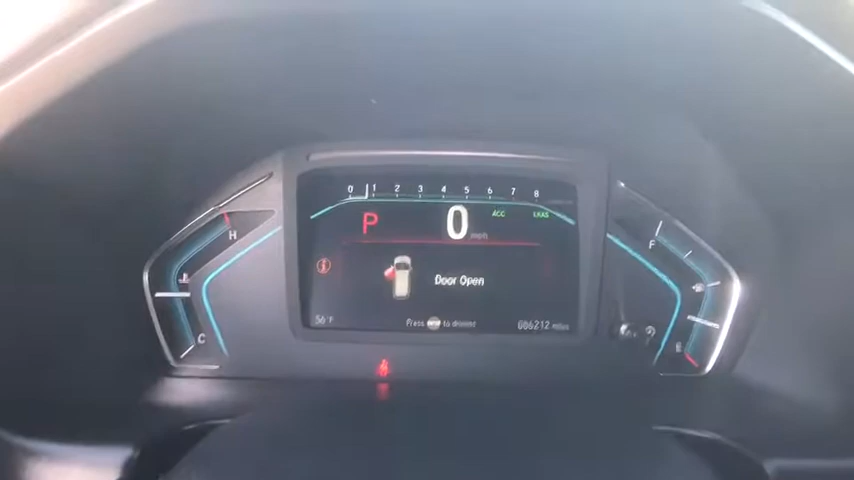 0 1 2 3 4 5 6 7 8
P 0 mph
ACC LKAS
H
F
Door Open
56°F Press to dismiss 086212 miles
C
E